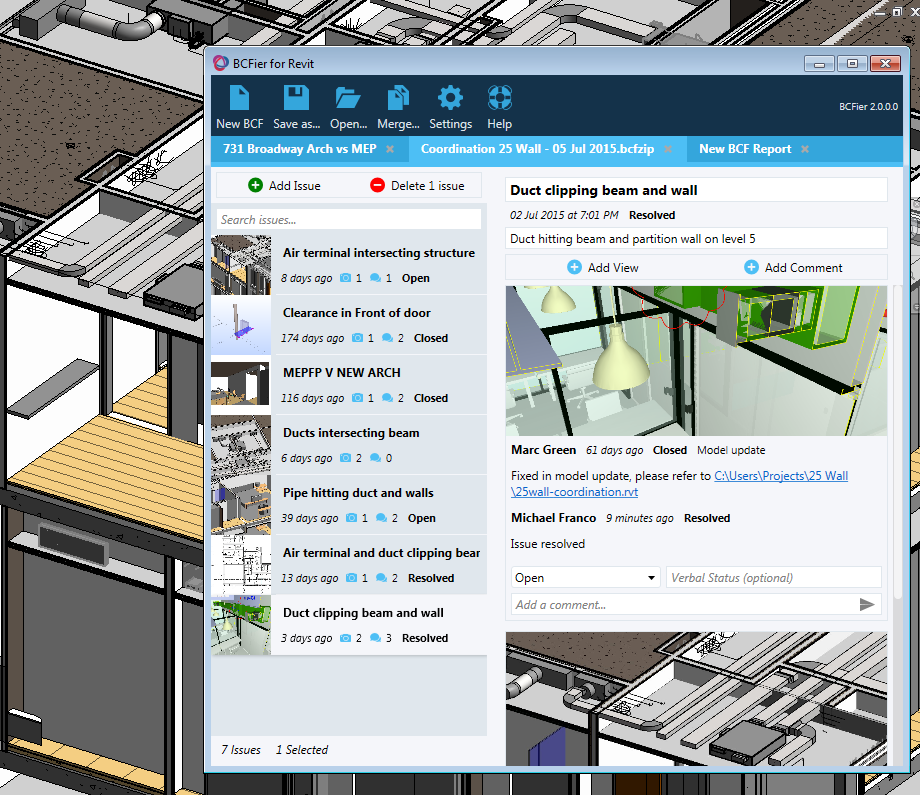 BCFier for Revit
New BCF Save as... Open... Merge... Settings Help
BCFier 2.0.0.0
731 Broadway Arch vs MEP Coordination 25 Wall - 05 Jul 2015.bcfzip New BCF Report
Add Issue Delete 1 issue
Search issues...
Air terminal intersecting structure
8 days ago 1 1 Open
Clearance in Front of door
174 days ago 1 2 Closed
MEPFP V NEW ARCH
116 days ago 1 2 Closed
Ducts intersecting beam
6 days ago 2 0
Pipe hitting duct and walls
39 days ago 1 2 Open
Air terminal and duct clipping bear
13 days ago 1 2 Resolved
Duct clipping beam and wall
3 days ago 2 3 Resolved
7 Issues 1 Selected
Duct clipping beam and wall
02 Jul 2015 at 7:01 PM Resolved
Duct hitting beam and partition wall on level 5
Add View Add Comment
Marc Green 61 days ago Closed Model update
Fixed in model update, please refer to C:\Users\Projects\25 Wall
\25wall-coordination.rvt
Michael Franco 9 minutes ago Resolved
Issue resolved
Open Verbal Status (optional)
Add a comment...